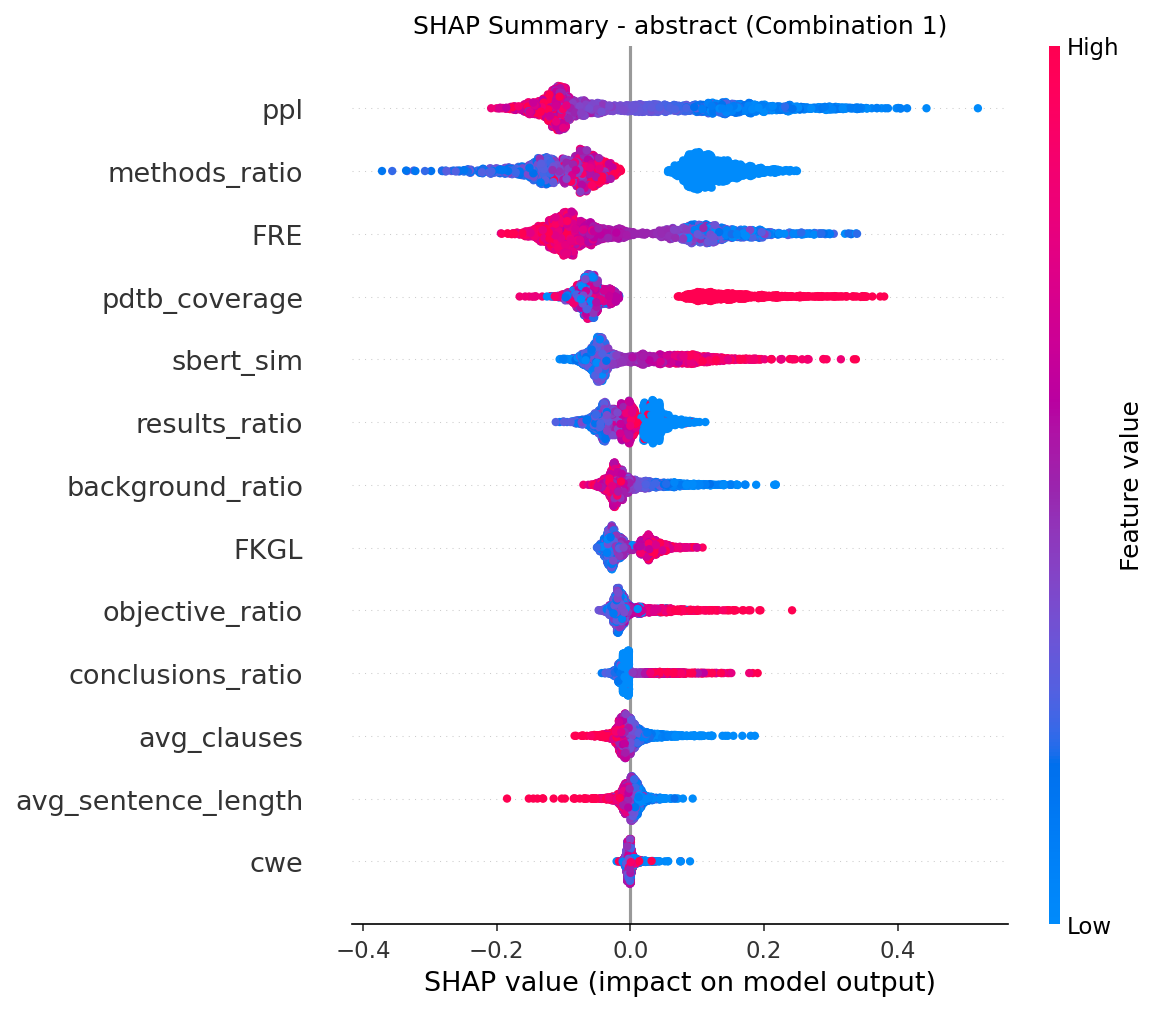 SHAP Summary - abstract (Combination 1)
High
ppl
methods_ratio
FRE
pdtb_coverage
sbert_sim
results_ratio
background_ratio
FKGL
objective_ratio
conclusions_ratio
avg_clauses
avg_sentence_length
cwe
Feature value
Low
−0.4 −0.2 0.0 0.2 0.4
SHAP value (impact on model output)